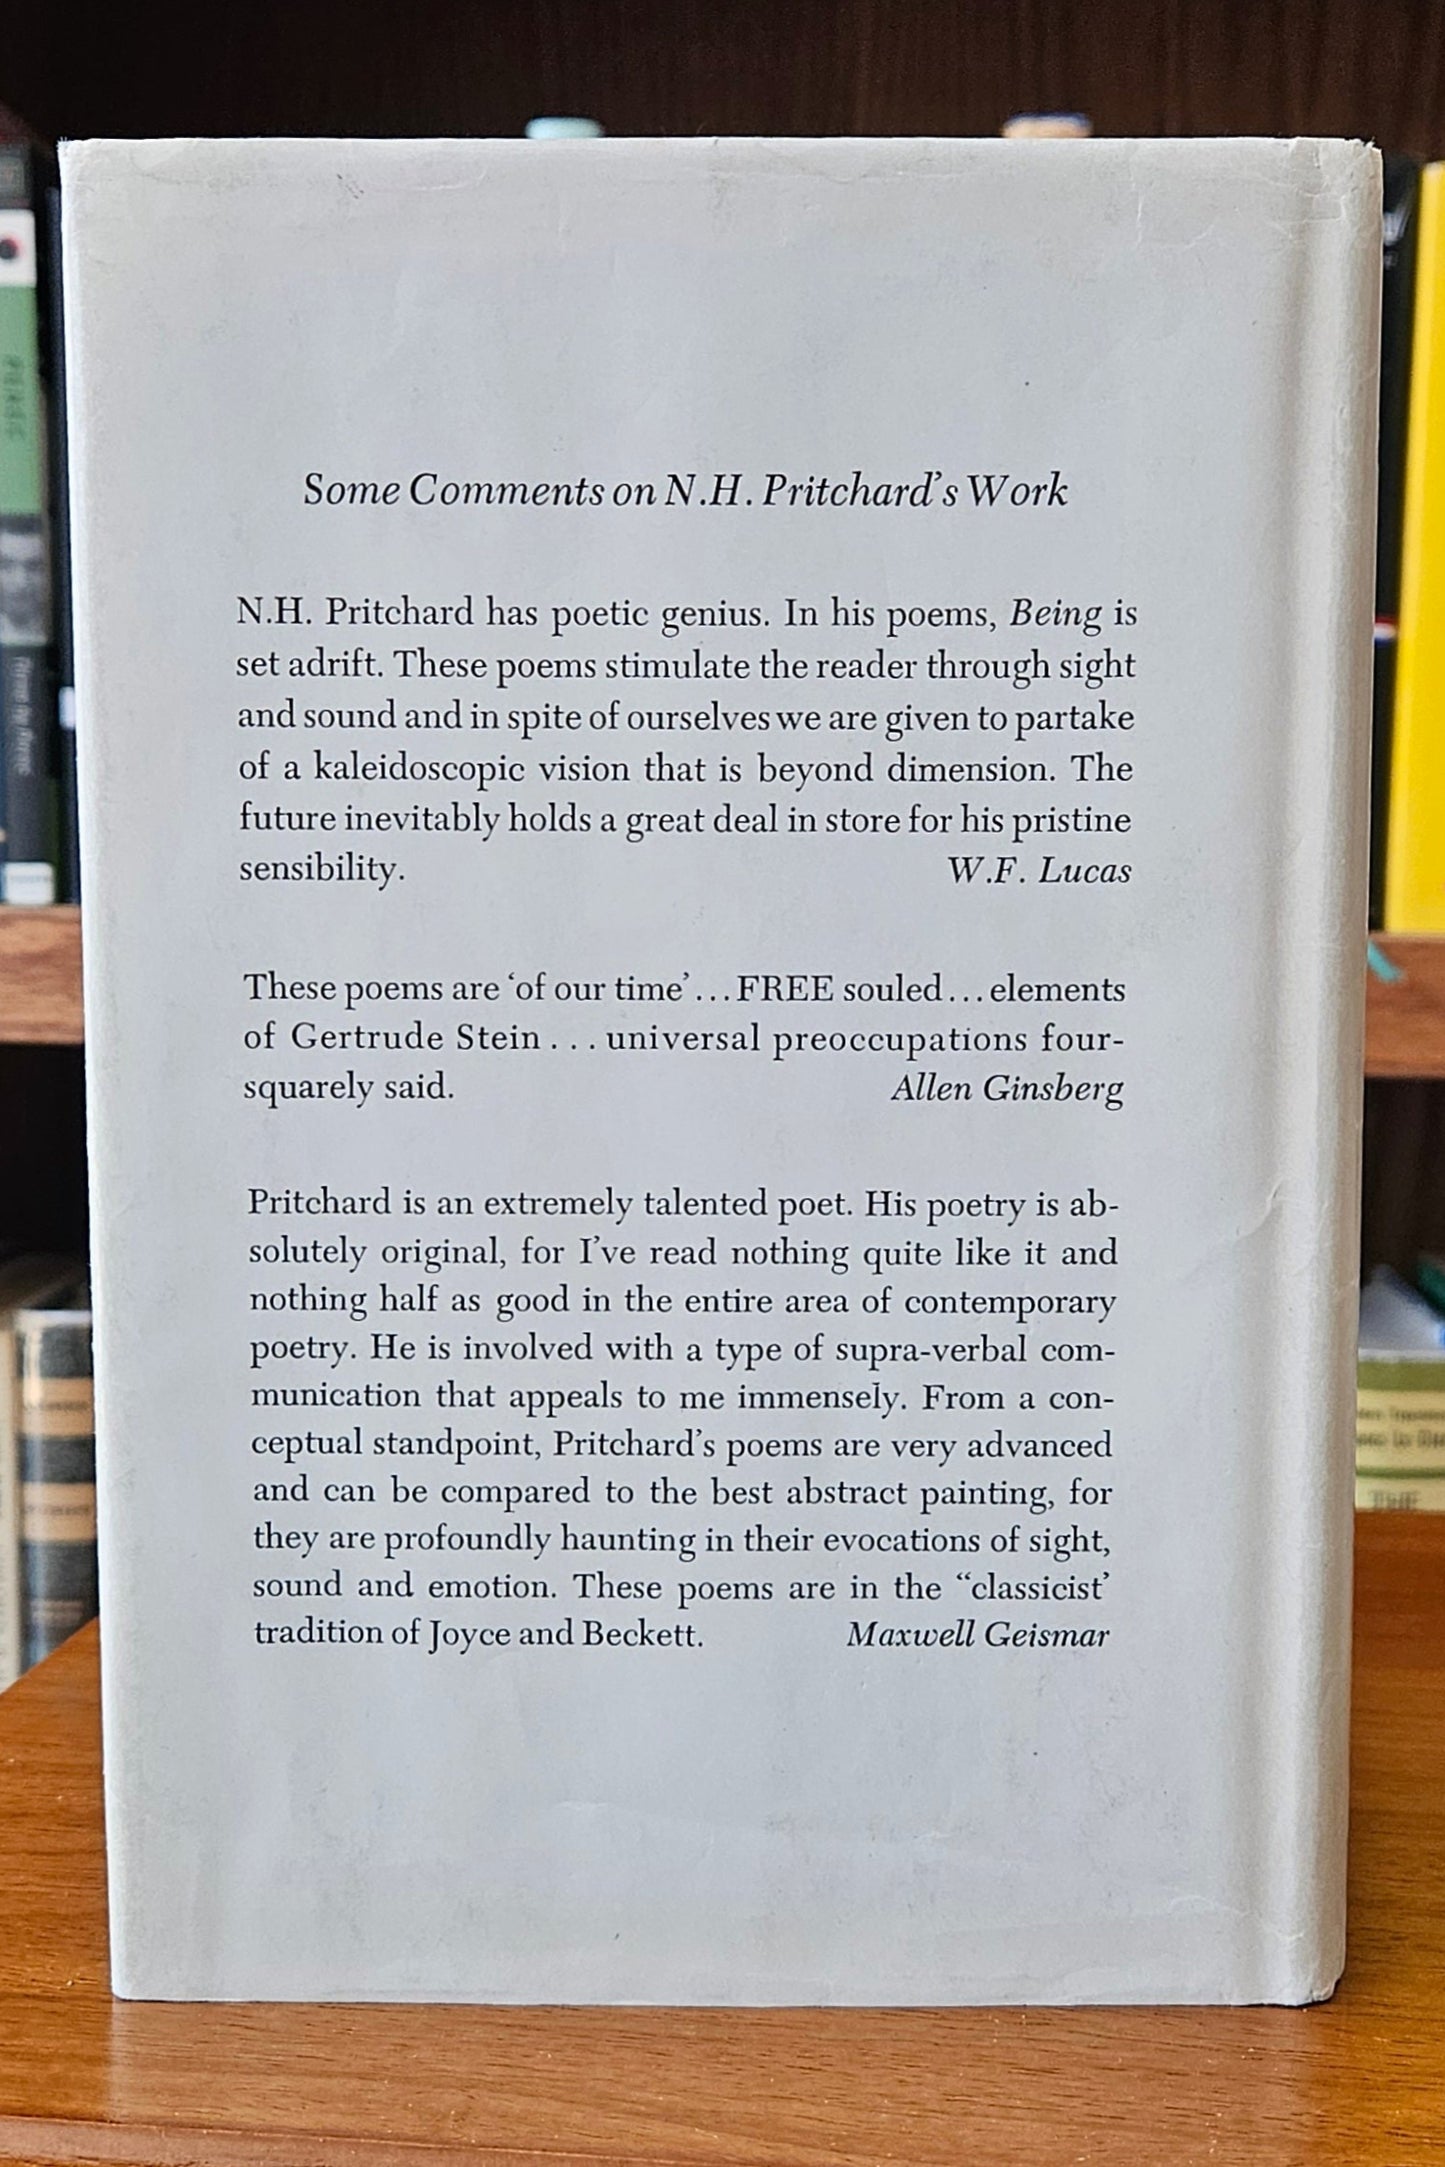 Some Comments on N.H. Pritchard's Work
N.H. Pritchard has poetic genius. In his poems, Being is
set adrift. These poems stimulate the reader through sight
and sound and in spite of ourselves we are given to partake
of a kaleidoscopic vision that is beyond dimension. The
future inevitably holds a great deal in store for his pristine
sensibility. W.F. Lucas
These poems are ‘of our time’...FREE souled...elements
of Gertrude Stein . . . universal preoccupations four-
squarely said. Allen Ginsberg
Pritchard is an extremely talented poet. His poetry is ab-
solutely original, for I’ve read nothing quite like it and
nothing half as good in the entire area of contemporary
poetry. He is involved with a type of supra-verbal com-
munication that appeals to me immensely. From a con-
ceptual standpoint, Pritchard’s poems are very advanced
and can be compared to the best abstract painting, for
they are profoundly haunting in their evocations of sight,
sound and emotion. These poems are in the “classicist’
tradition of Joyce and Beckett. Maxwell Geismar
THE